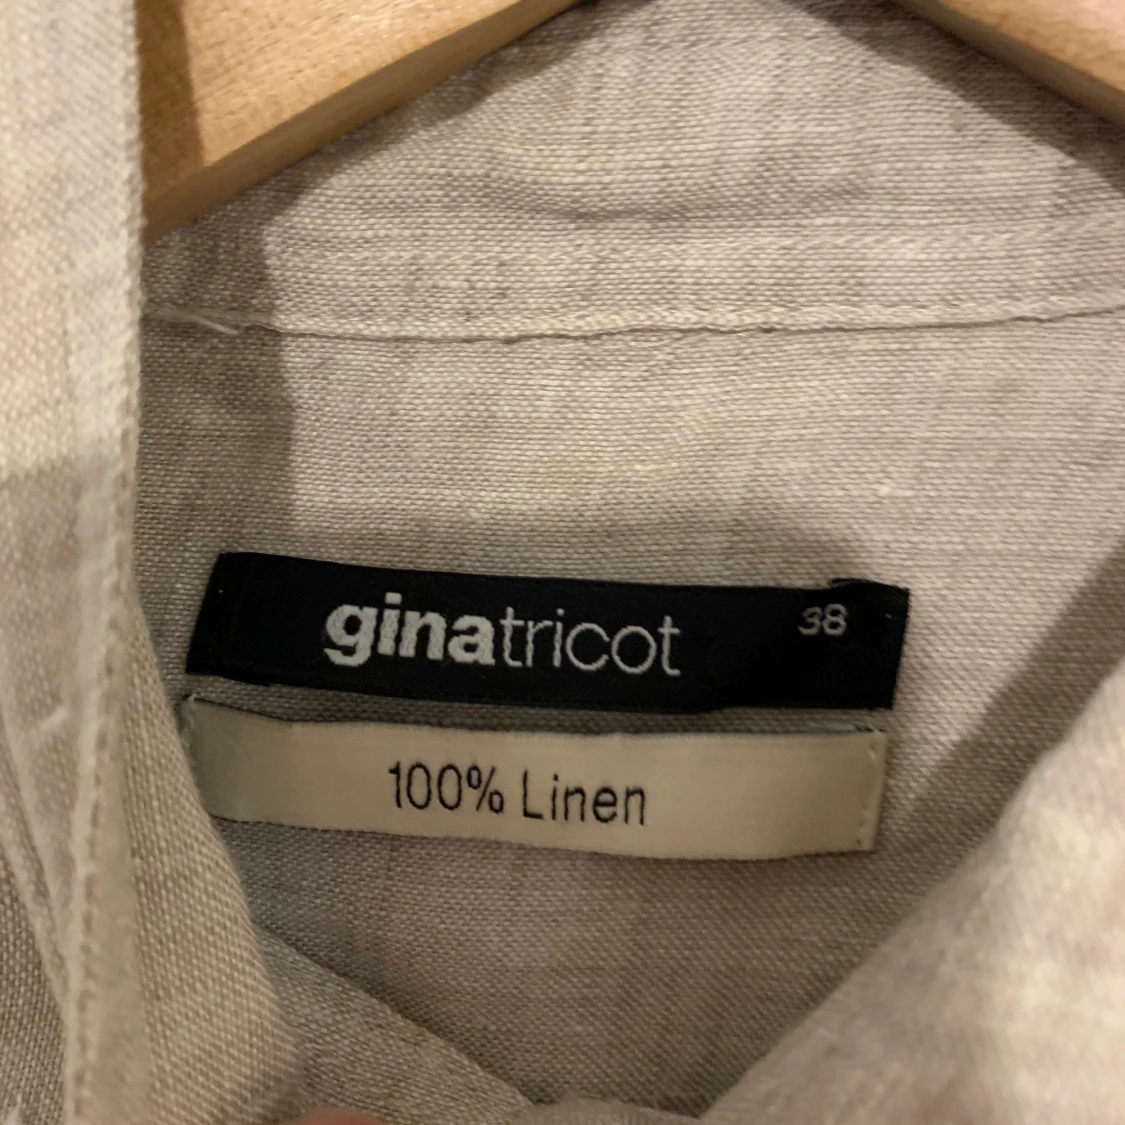 ginatricot 38
100% Linen